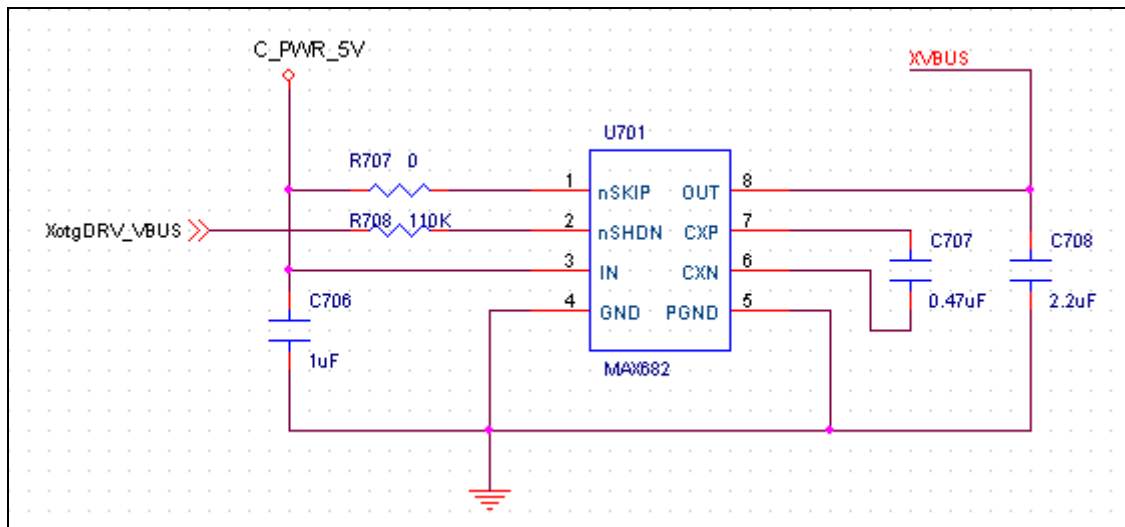 C_PWR_5V
XVBUS
U701
R707 0
1 nSKIP OUT 8
XotgDRV_VBUS
R708 110K
2 nSHDN CXP 7
3 IN CXN 6
C707
C708
C706
0.47uF
2.2uF
4 GND PGND 5
1uF
MAX682